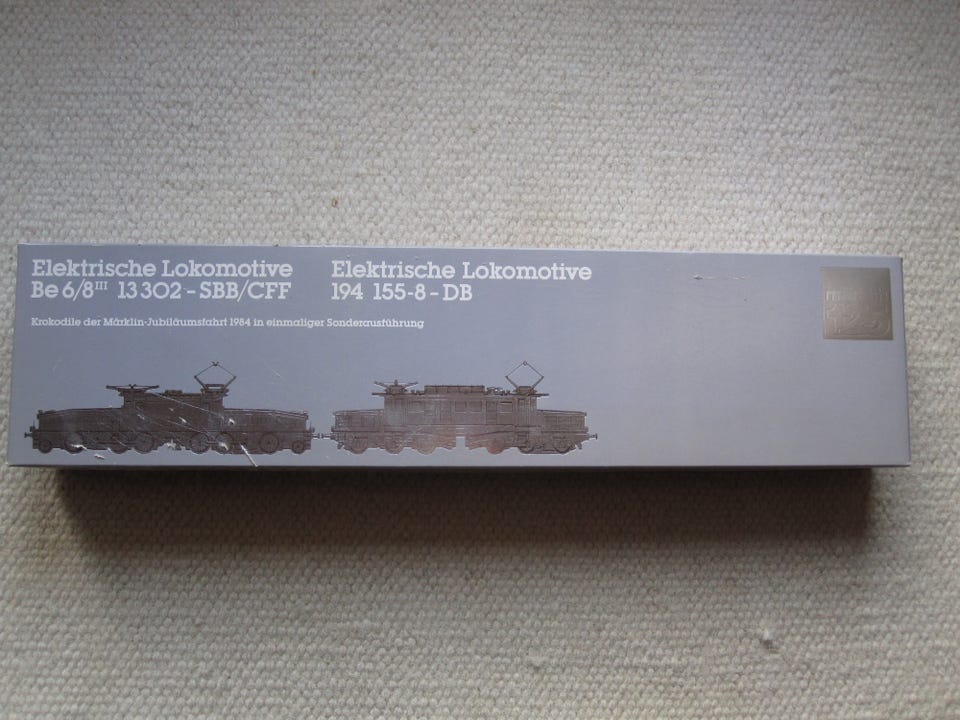 Elektrische Lokomotive
Be 6/8III 13 302 - SBB/CFF
Elektrische Lokomotive
194 155-8 - DB
Krokodile der Märklin-Jubiläumsfahrt 1984 in einmaliger Sonderausführung